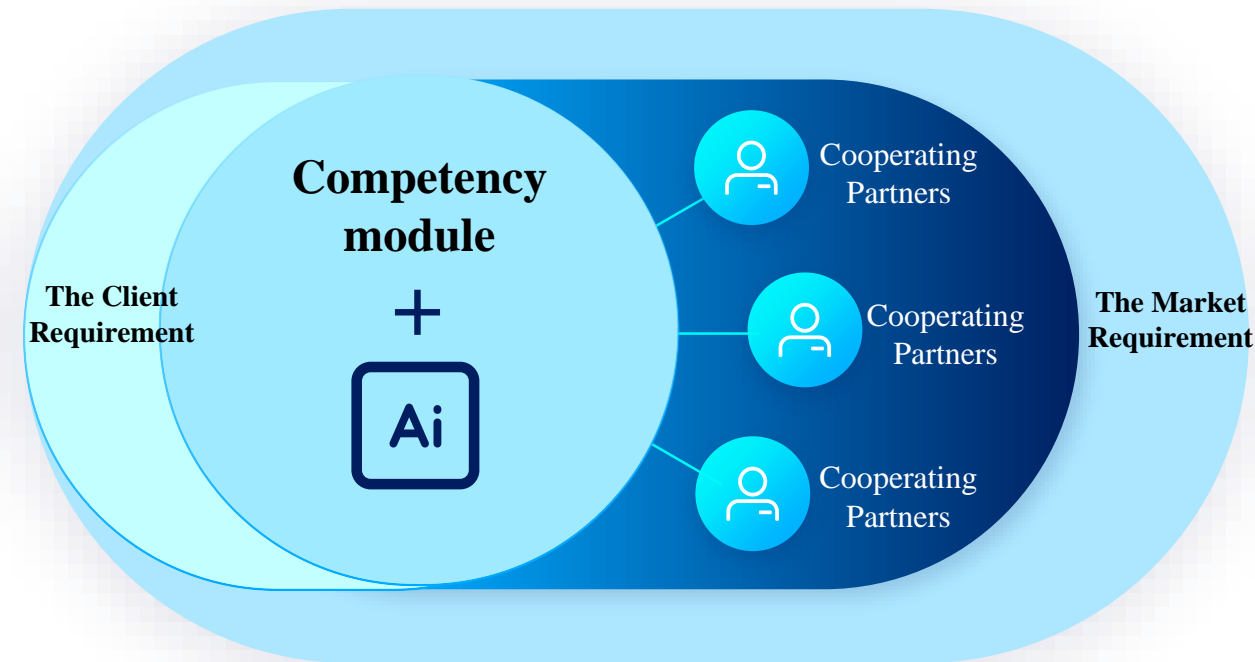 Competency
module
+
Ai
The Client
Requirement
Cooperating
Partners
Cooperating
Partners
Cooperating
Partners
The Market
Requirement